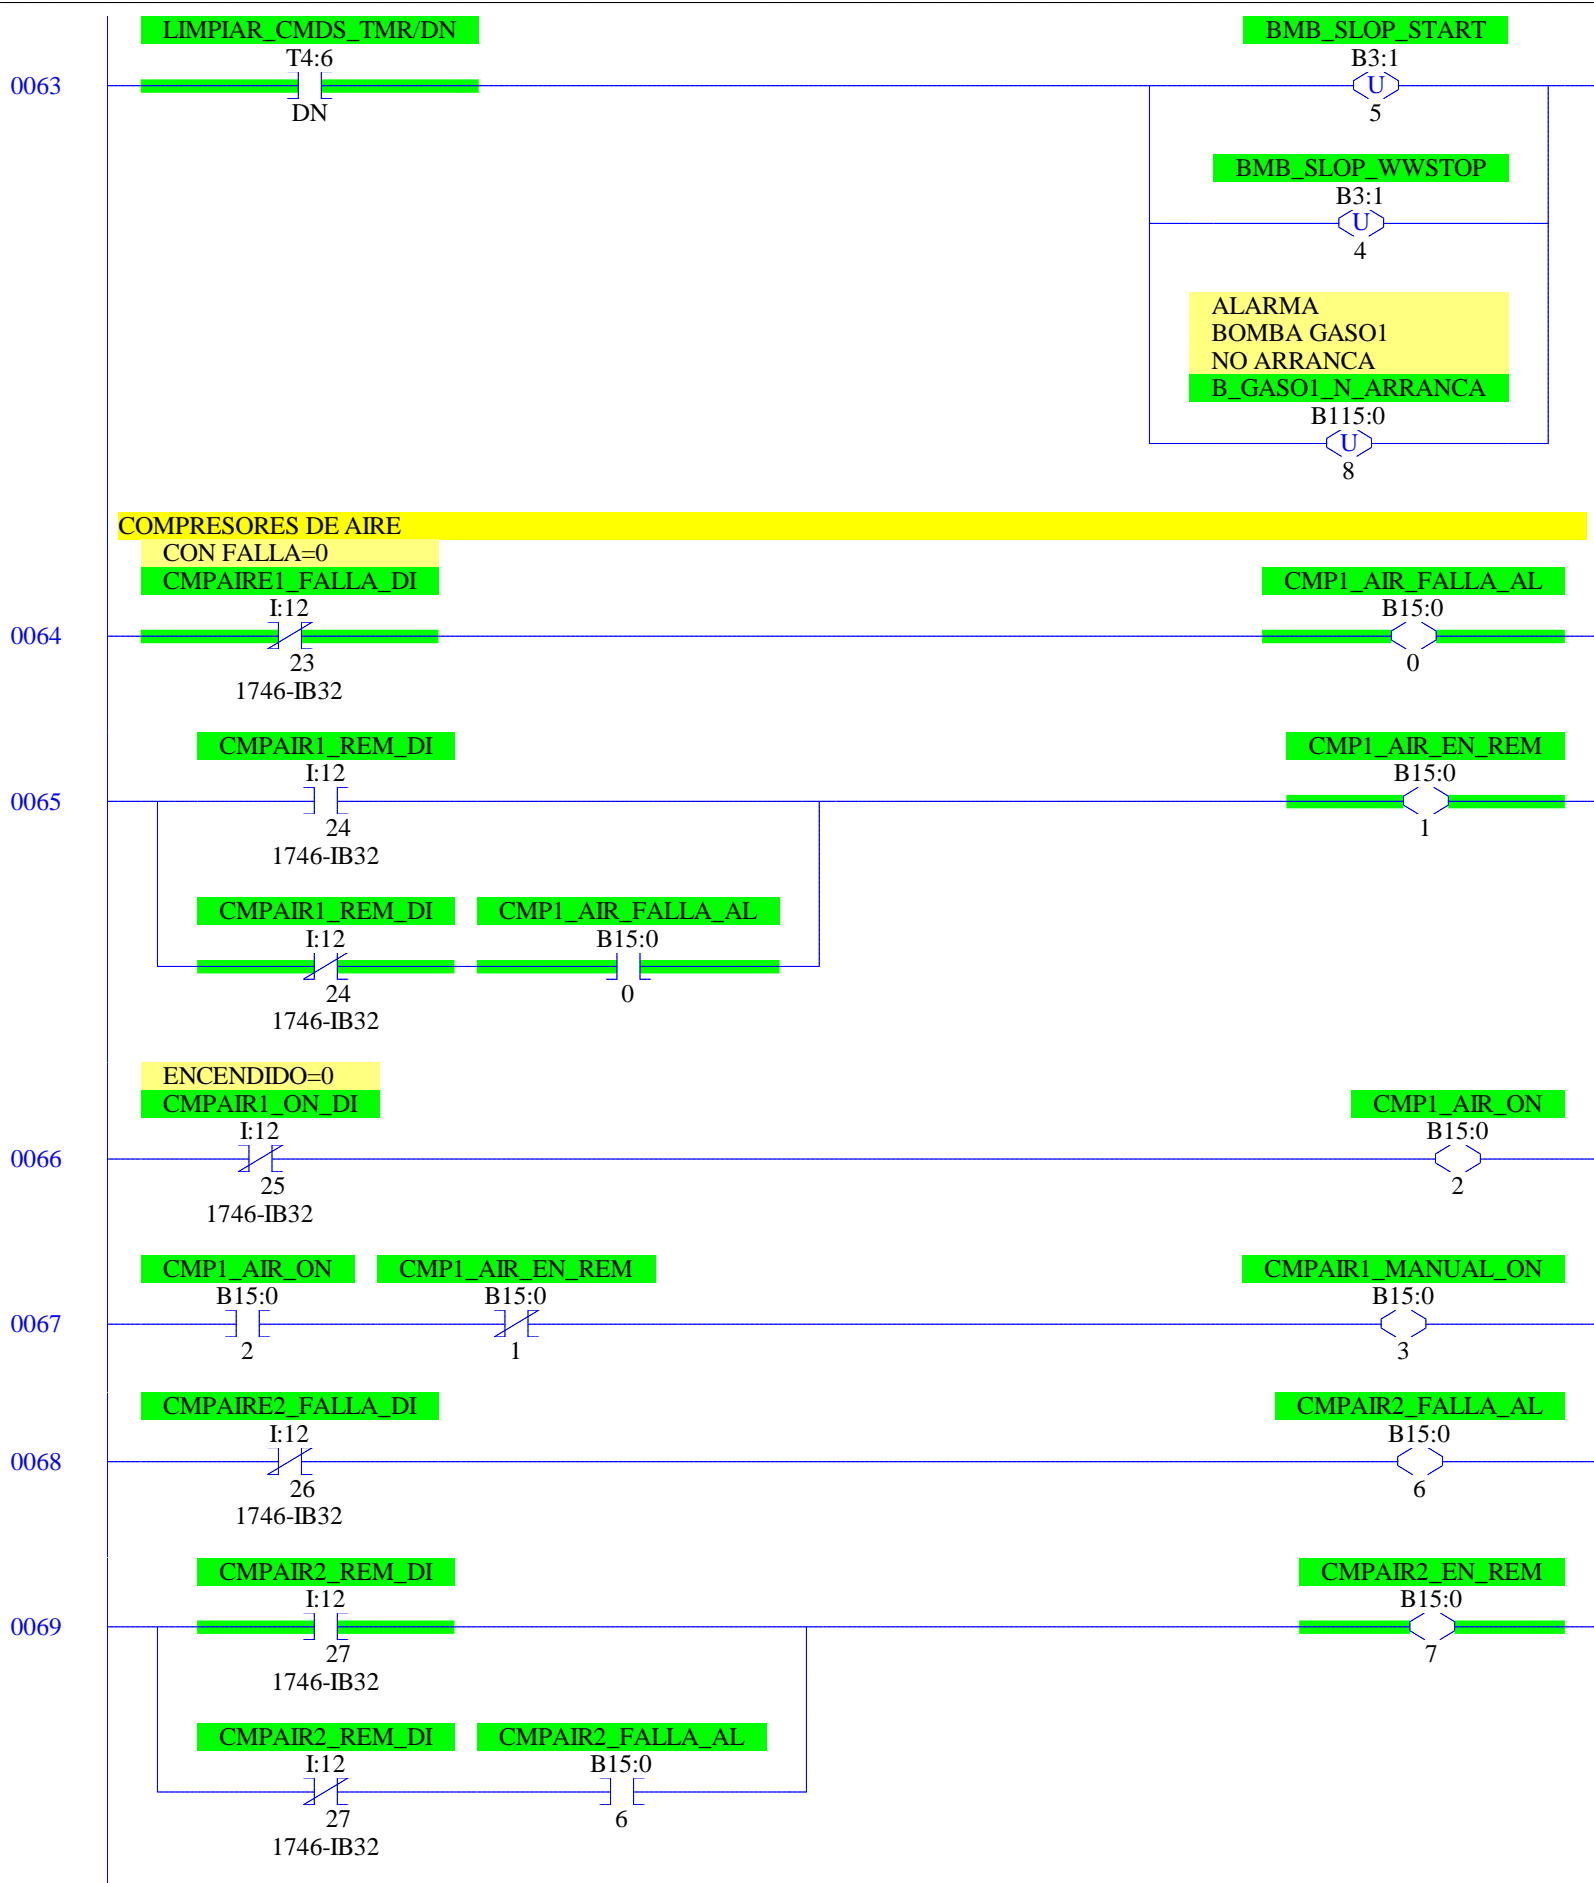 LIMPIAR_CMDS_TMR/DN
T4:6
DN
0063
BMB_SLOP_START
B3:1
U
5
BMB_SLOP_WWSTOP
B3:1
U
4
ALARMA
BOMBA GASO1
NO ARRANCA
B_GASO1_N_ARRANCA
B115:0
U
8
COMPRESORES DE AIRE
CON FALLA=0
CMPAIRE1_FALLA_DI
I:12
0064
23
1746-IB32
CMP1_AIR_FALLA_AL
B15:0
0
CMPAIR1_REM_DI
I:12
0065
24
1746-IB32
CMP1_AIR_EN_REM
B15:0
1
CMPAIR1_REM_DI
I:12
24
1746-IB32
CMP1_AIR_FALLA_AL
B15:0
0
ENCENDIDO=0
CMPAIR1_ON_DI
I:12
0066
25
1746-IB32
CMP1_AIR_ON
B15:0
2
CMP1_AIR_ON
B15:0
0067
2
CMP1_AIR_EN_REM
B15:0
1
CMPAIR1_MANUAL_ON
B15:0
3
CMPAIRE2_FALLA_DI
I:12
0068
26
1746-IB32
CMPAIR2_FALLA_AL
B15:0
6
CMPAIR2_REM_DI
I:12
0069
27
1746-IB32
CMPAIR2_EN_REM
B15:0
7
CMPAIR2_REM_DI
I:12
27
1746-IB32
CMPAIR2_FALLA_AL
B15:0
6